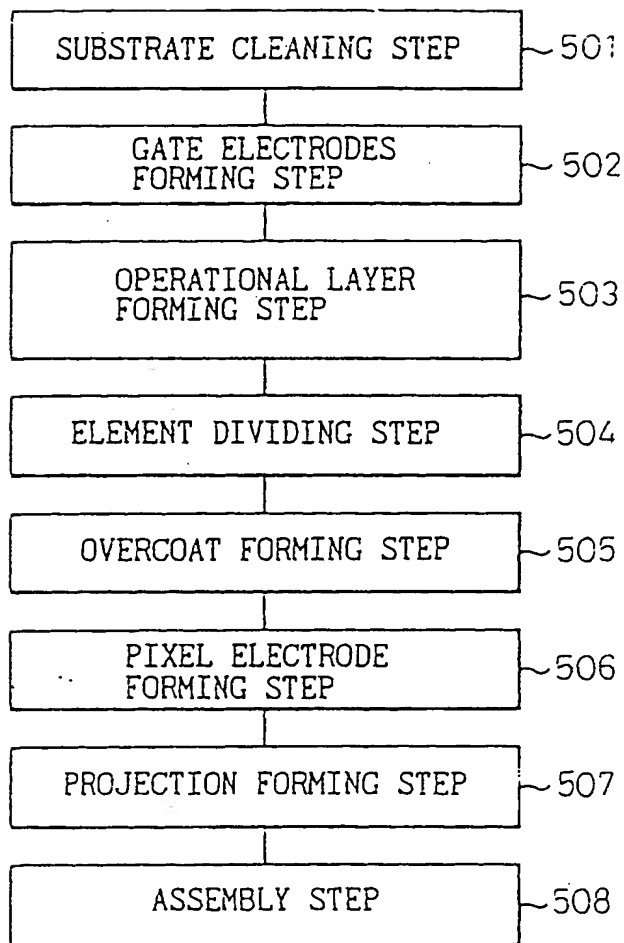 SUBSTRATE CLEANING STEP 501
GATE ELECTRODES
FORMING STEP 502
OPERATIONAL LAYER
FORMING STEP 503
ELEMENT DIVIDING STEP 504
OVERCOAT FORMING STEP 505
PIXEL ELECTRODE
FORMING STEP 506
PROJECTION FORMING STEP 507
ASSEMBLY STEP 508